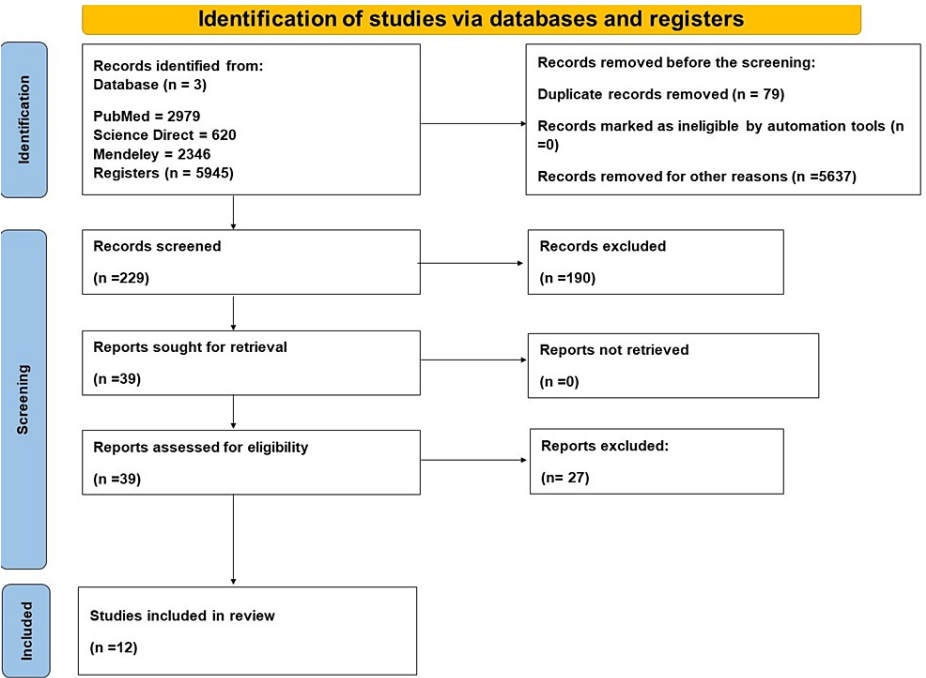 Identification of studies via databases and registers
Identification
Records identified from:
Database (n = 3)
PubMed = 2979
Science Direct = 620
Mendeley = 2346
Registers (n = 5945)
Records removed before the screening:
Duplicate records removed (n = 79)
Records marked as ineligible by automation tools (n
=0)
Records removed for other reasons (n =5637)
Screening
Records screened
(n =229)
Records excluded
(n =190)
Reports sought for retrieval
(n =39)
Reports not retrieved
(n =0)
Reports assessed for eligibility
(n =39)
Reports excluded:
(n= 27)
Included
Studies included in review
(n =12)